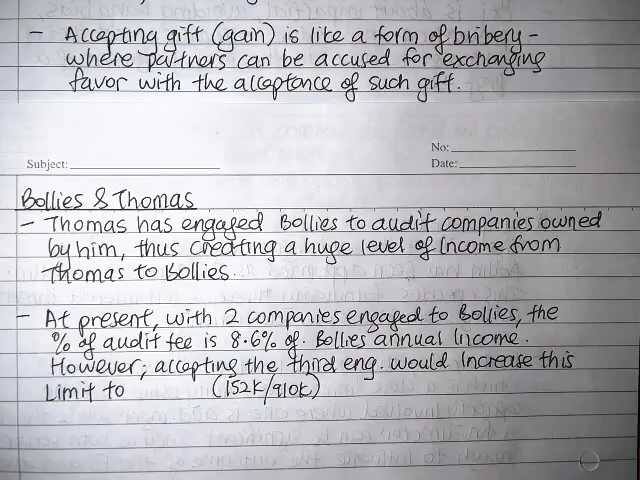 - Accepting gift (gain) is like a form of bribery -
where partners can be accused for exchanging
favor with the acceptance of such gift.
No:
Subject:
Date:
Bollies & Thomas
- Thomas has engaged Bollies to audit companies owned
by him, thus creating a huge level of Income from
Thomas to Bollies.
- At present, with 2 companies engaged to Bollies, the
% of audit fee is 8.6% of. Bollies annual Income.
However; accepting the third eng. would Increase this
Limit to (152k/910k)